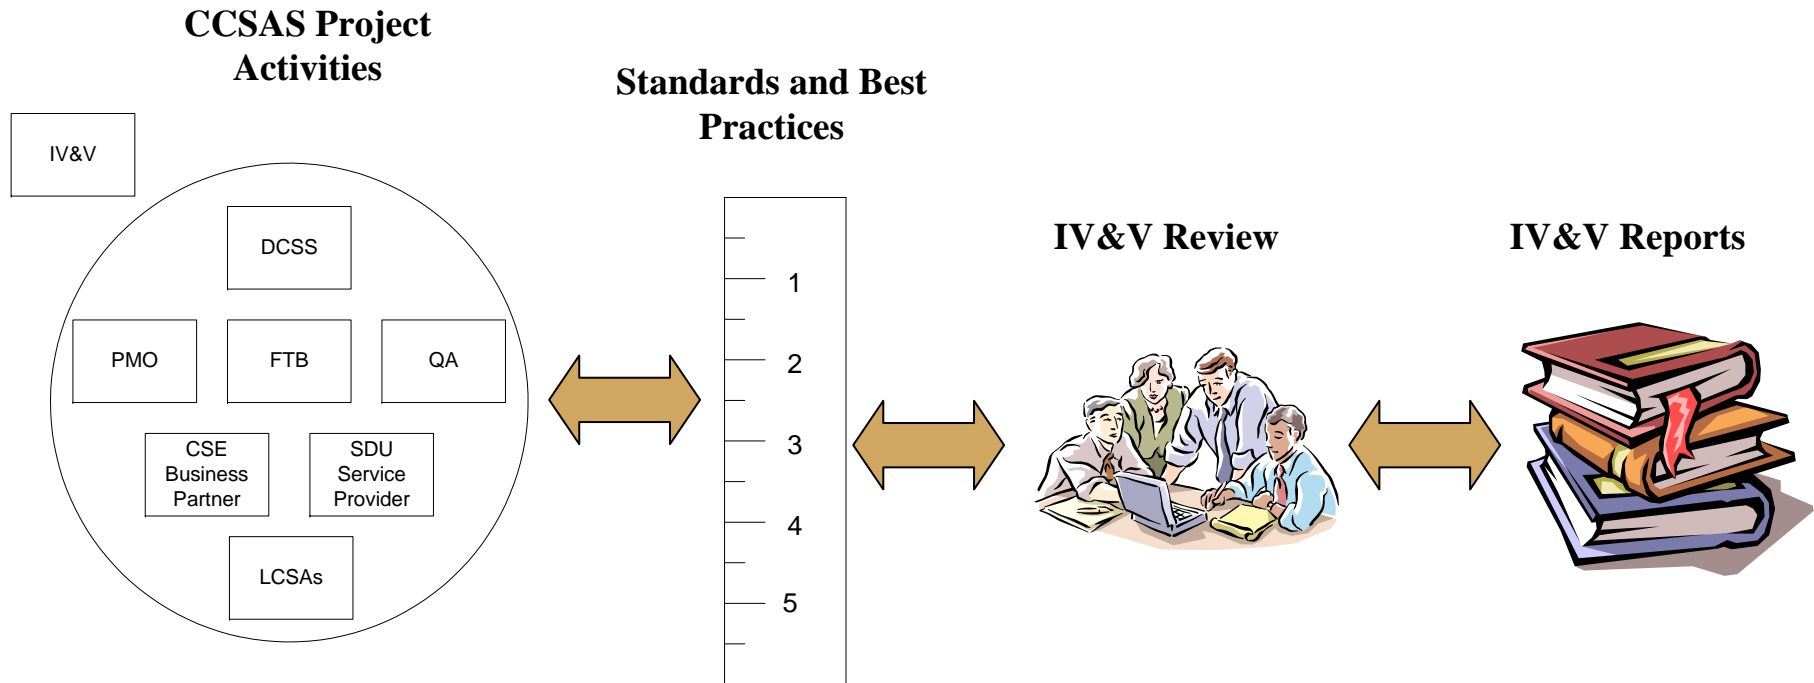 CCSAS Project
Activities
Standards and Best
Practices
IV&V
DCSS
IV&V Review
IV&V Reports
1
PMO
FTB
QA
2
CSE
Business
Partner
SDU
Service
Provider
3
4
LCSAs
5